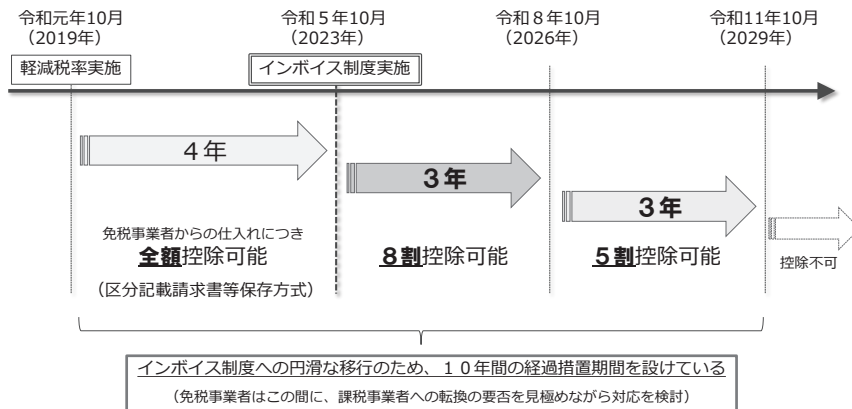 令和元年10月 令和５年10月 令和８年10月 令和11年10月
（2019年） （2023年） （2026年） （2029年）
軽減税率実施 インボイス制度実施
４年
３年
３年
免税事業者からの仕入れにつき
全額控除可能 ８割控除可能 ５割控除可能
控除不可
（区分記載請求書等保存方式）
インボイス制度への円滑な移行のため、１０年間の経過措置期間を設けている
（免税事業者はこの間に、課税事業者への転換の要否を見極めながら対応を検討）